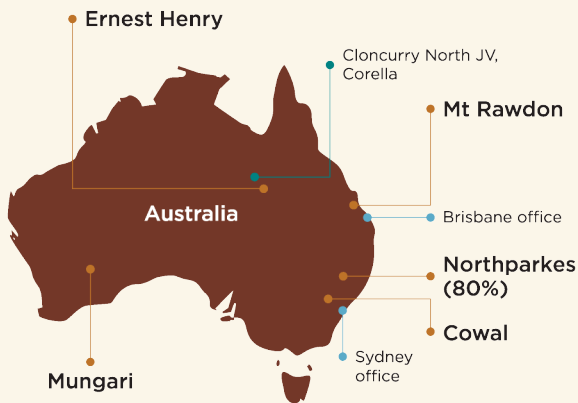 Ernest Henry
Cloncurry North JV,
Corella
Mt Rawdon
Australia
Brisbane office
Northparkes
(80%)
Cowal
Sydney
office
Mungari